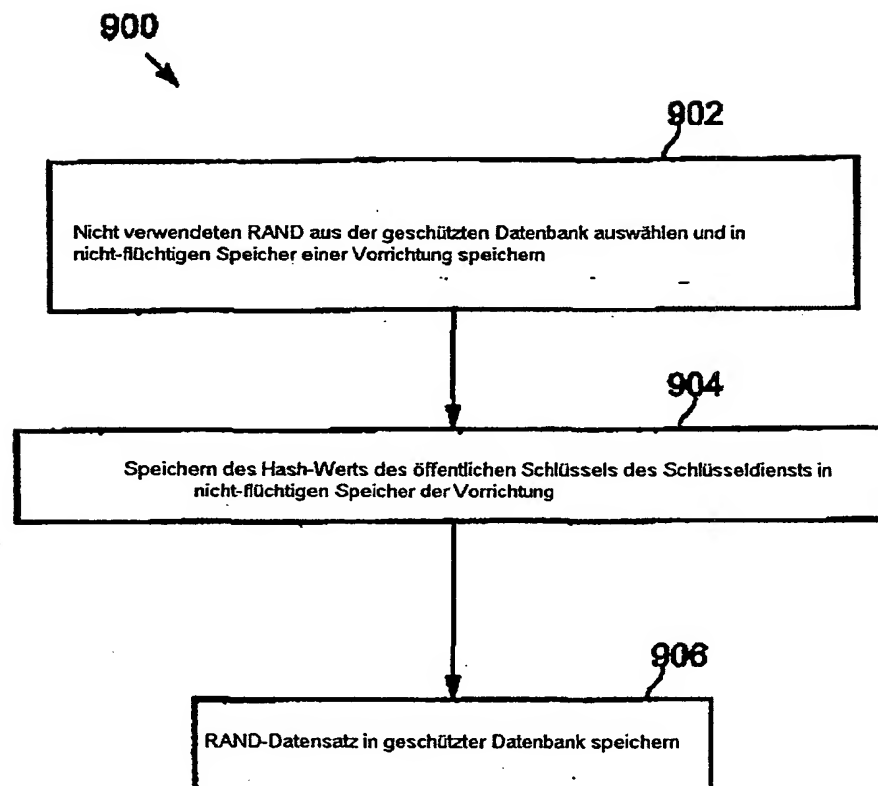 900
902
Nicht verwendeten RAND aus der geschützten Datenbank auswählen und in
nicht-flüchtigen Speicher einer Vorrichtung speichern
904
Speichern des Hash-Werts des öffentlichen Schlüssels des Schlüsseldiensts in
nicht-flüchtigen Speicher der Vorrichtung
906
RAND-Datensatz in geschützter Datenbank speichern